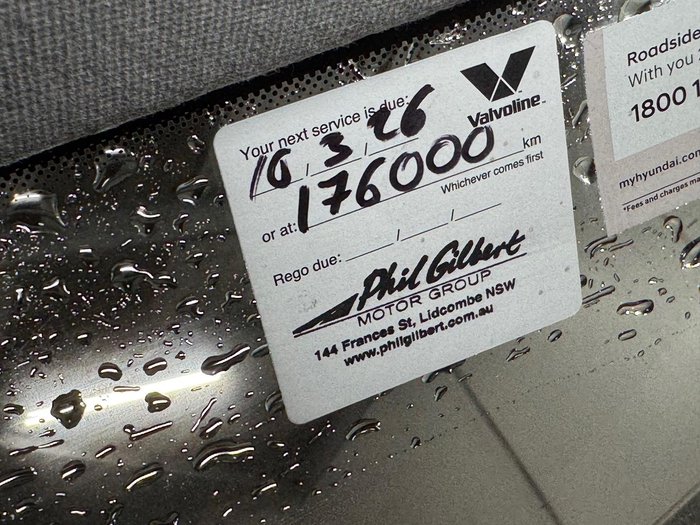 Valvoline™
Your next service is due:
10 / 3 / 26
or at: 176000 km
Whichever comes first
Rego due: / /
Phil Gilbert
MOTOR GROUP
144 Frances St, Lidcombe NSW
www.philgilbert.com.au
Roadside
With you
1800 1
myhyundai.com
*Fees and charges ma